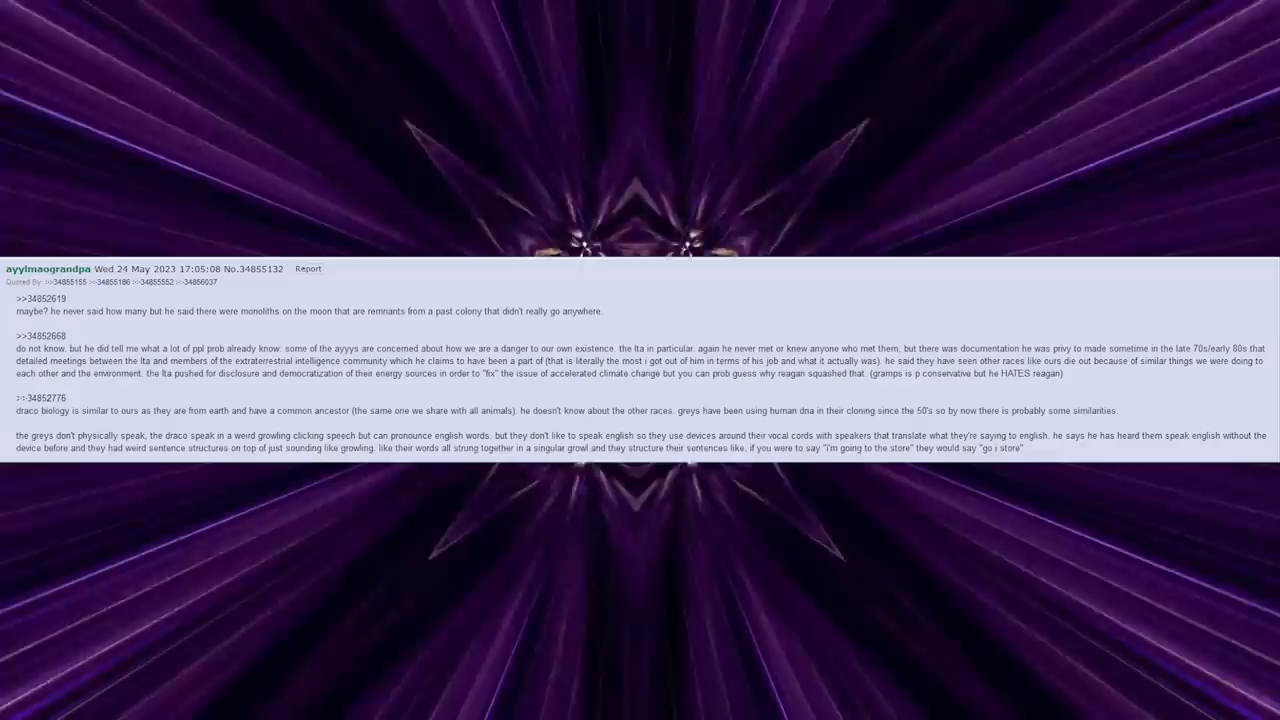 ayylmaograndpa Wed 24 May 2023 17:05:08 No.34855132 Report
Quoted By: >>34855155 >>34855186 >>34855552 >>34856037
>>34852619
maybe? he never said how many but he said there were monoliths on the moon that are remnants from a past colony that didn't really go anywhere.
>>34852668
do not know. but he did tell me what a lot of ppl prob already know: some of the ayyys are concerned about how we are a danger to our own existence. the lta in particular. again he never met or knew anyone who met them, but there was documentation he was privy to made sometime in the late 70s/early 80s that
detailed meetings between the lta and members of the extraterrestrial intelligence community which he claims to have been a part of (that is literally the most i got out of him in terms of his job and what it actually was). he said they have seen other races like ours die out because of similar things we were doing to
each other and the environment. the lta pushed for disclosure and democratization of their energy sources in order to "fix" the issue of accelerated climate change but you can prob guess why reagan squashed that. (gramps is p conservative but he HATES reagan)
>>34852776
draco biology is similar to ours as they are from earth and have a common ancestor (the same one we share with all animals). he doesn't know about the other races. greys have been using human dna in their cloning since the 50's so by now there is probably some similarities.
the greys don't physically speak, the draco speak in a weird growling clicking speech but can pronounce english words. but they don't like to speak english so they use devices around their vocal cords with speakers that translate what they're saying to english. he says he has heard them speak english without the
device before and they had weird sentence structures on top of just sounding like growling. like their words all strung together in a singular growl and they structure their sentences like, if you were to say "i'm going to the store" they would say "go i store"